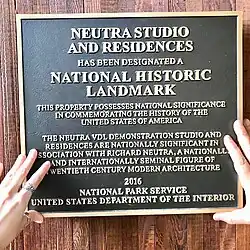 NEUTRA STUDIO
AND RESIDENCES
HAS BEEN DESIGNATED A
NATIONAL HISTORIC
LANDMARK
THIS PROPERTY POSSESSES NATIONAL SIGNIFICANCE
IN COMMEMORATING THE HISTORY OF THE
UNITED STATES OF AMERICA
THE NEUTRA VDL DEMONSTRATION STUDIO AND
RESIDENCES ARE NATIONALLY SIGNIFICANT IN
ASSOCIATION WITH RICHARD NEUTRA, A NATIONALLY
AND INTERNATIONALLY SEMINAL FIGURE OF
TWENTIETH CENTURY MODERN ARCHITECTURE
2016
NATIONAL PARK SERVICE
UNITED STATES DEPARTMENT OF THE INTERIOR